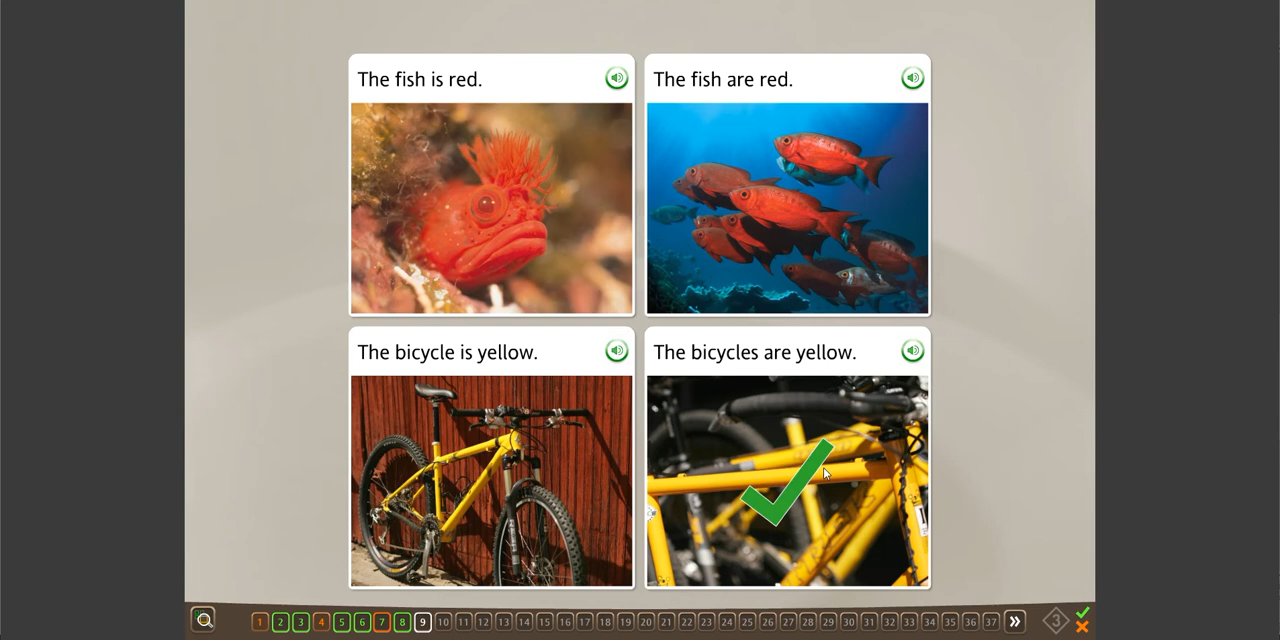 The fish is red.
The fish are red.
The bicycle is yellow.
The bicycles are yellow.
1 2 3 4 5 6 7 8 9 10 11 12 13 14 15 16 17 18 19 20 21 22 23 24 25 26 27 28 29 30 31 32 33 34 35 36 37 » 3